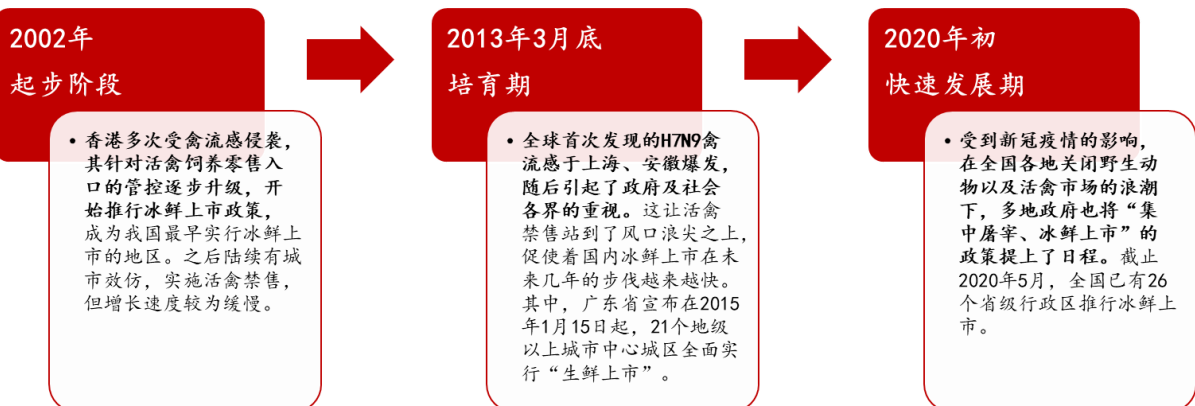 2002年
起步阶段
• 香港多次受禽流感侵袭,
其针对活禽饲养零售入
口的管控逐步升级，开
始推行冰鲜上市政策，
成为我国最早实行冰鲜上
市的地区。之后陆续有城
市效仿，实施活禽禁售，
但增长速度较为缓慢。
2013年3月底
培育期
• 全球首次发现的H7N9禽
流感于上海、安徽爆发，
随后引起了政府及社会
各界的重视。这让活禽
禁售站到了风口浪尖之上，
促使着国内冰鲜上市在未
来几年的步伐越来越快。
其中，广东省宣布在2015
年1月15日起，21个地级
以上城市中心城区全面实
行“生鲜上市”。
2020年初
快速发展期
• 受到新冠疫情的影响，
在全国各地关闭野生动
物以及活禽市场的浪潮
下，多地政府也将“集
中屠宰、冰鲜上市”的
政策提上了日程。截止
2020年5月，全国已有26
个省级行政区推行冰鲜上
市。